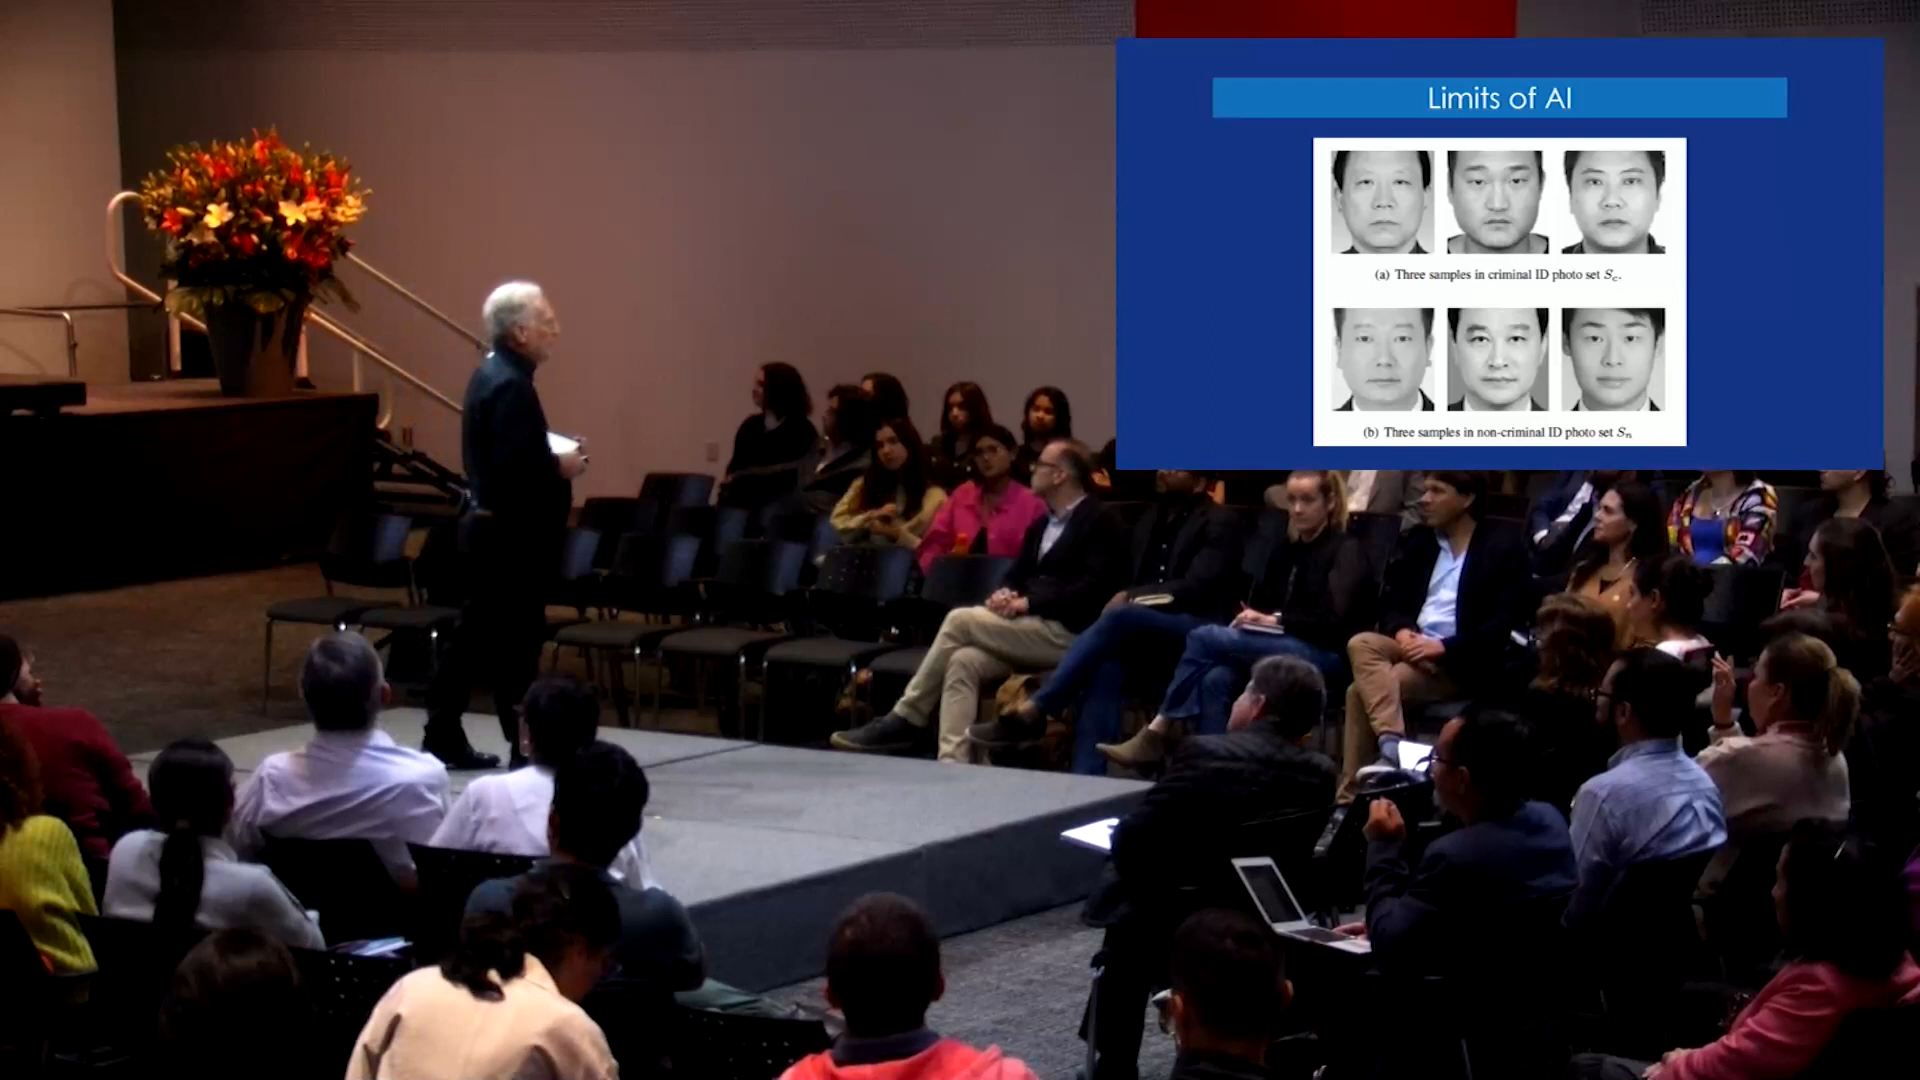 Limits of AI
(a) Three samples in criminal ID photo set Sc.
(b) Three samples in non-criminal ID photo set Sn